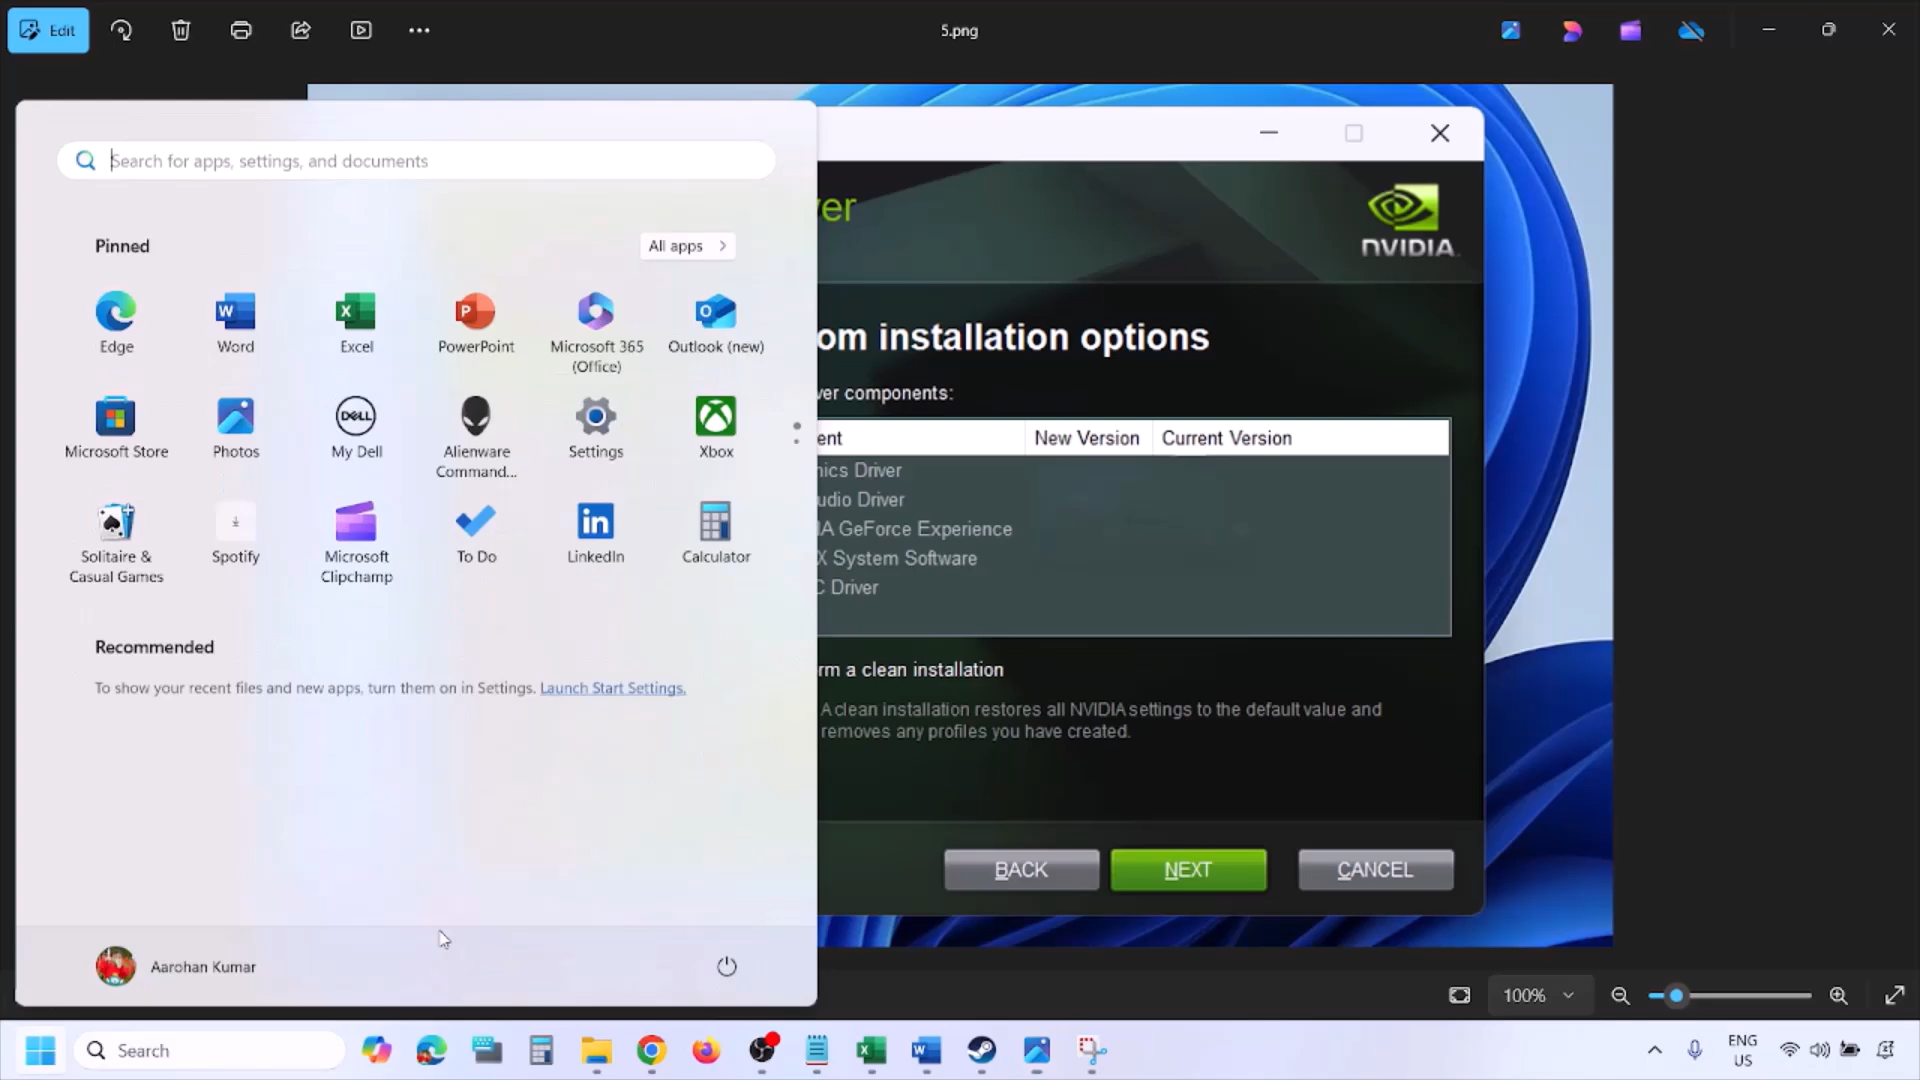 Edit
5.png
Search for apps, settings, and documents
Pinned
All apps
Edge
Word
Excel
PowerPoint
Microsoft 365
(Office)
Outlook (new)
Microsoft Store
Photos
DELL
My Dell
Alienware
Command...
Settings
Xbox
Solitaire &
Casual Games
Spotify
Microsoft
Clipchamp
To Do
LinkedIn
Calculator
Recommended
To show your recent files and new apps, turn them on in Settings. Launch Start Settings.
Aarohan Kumar
ver
NVIDIA
om installation options
ver components:
ent
New Version
Current Version
nics Driver
udio Driver
IA GeForce Experience
X System Software
C Driver
rm a clean installation
A clean installation restores all NVIDIA settings to the default value and
removes any profiles you have created.
BACK
NEXT
CANCEL
100%
Search
ENG
US